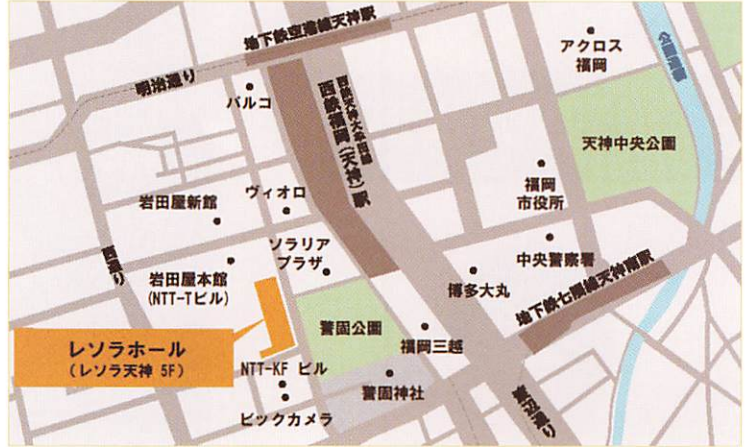 地下鉄空港線天神駅
アクロス
福岡
明治通り
パルコ
西鉄天神大牟田線
西鉄福岡(天神)駅
天神中央公園
福岡
市役所
岩田屋新館
ヴィオロ
西通り
ソラリア
プラザ
中央警察署
岩田屋本館
(NTT-Tビル)
博多大丸
地下鉄七隈線天神南駅
警固公園
福岡三越
レソラホール
(レソラ天神 5F)
NTT-KF ビル
警固神社
ビックカメラ
渡辺通り